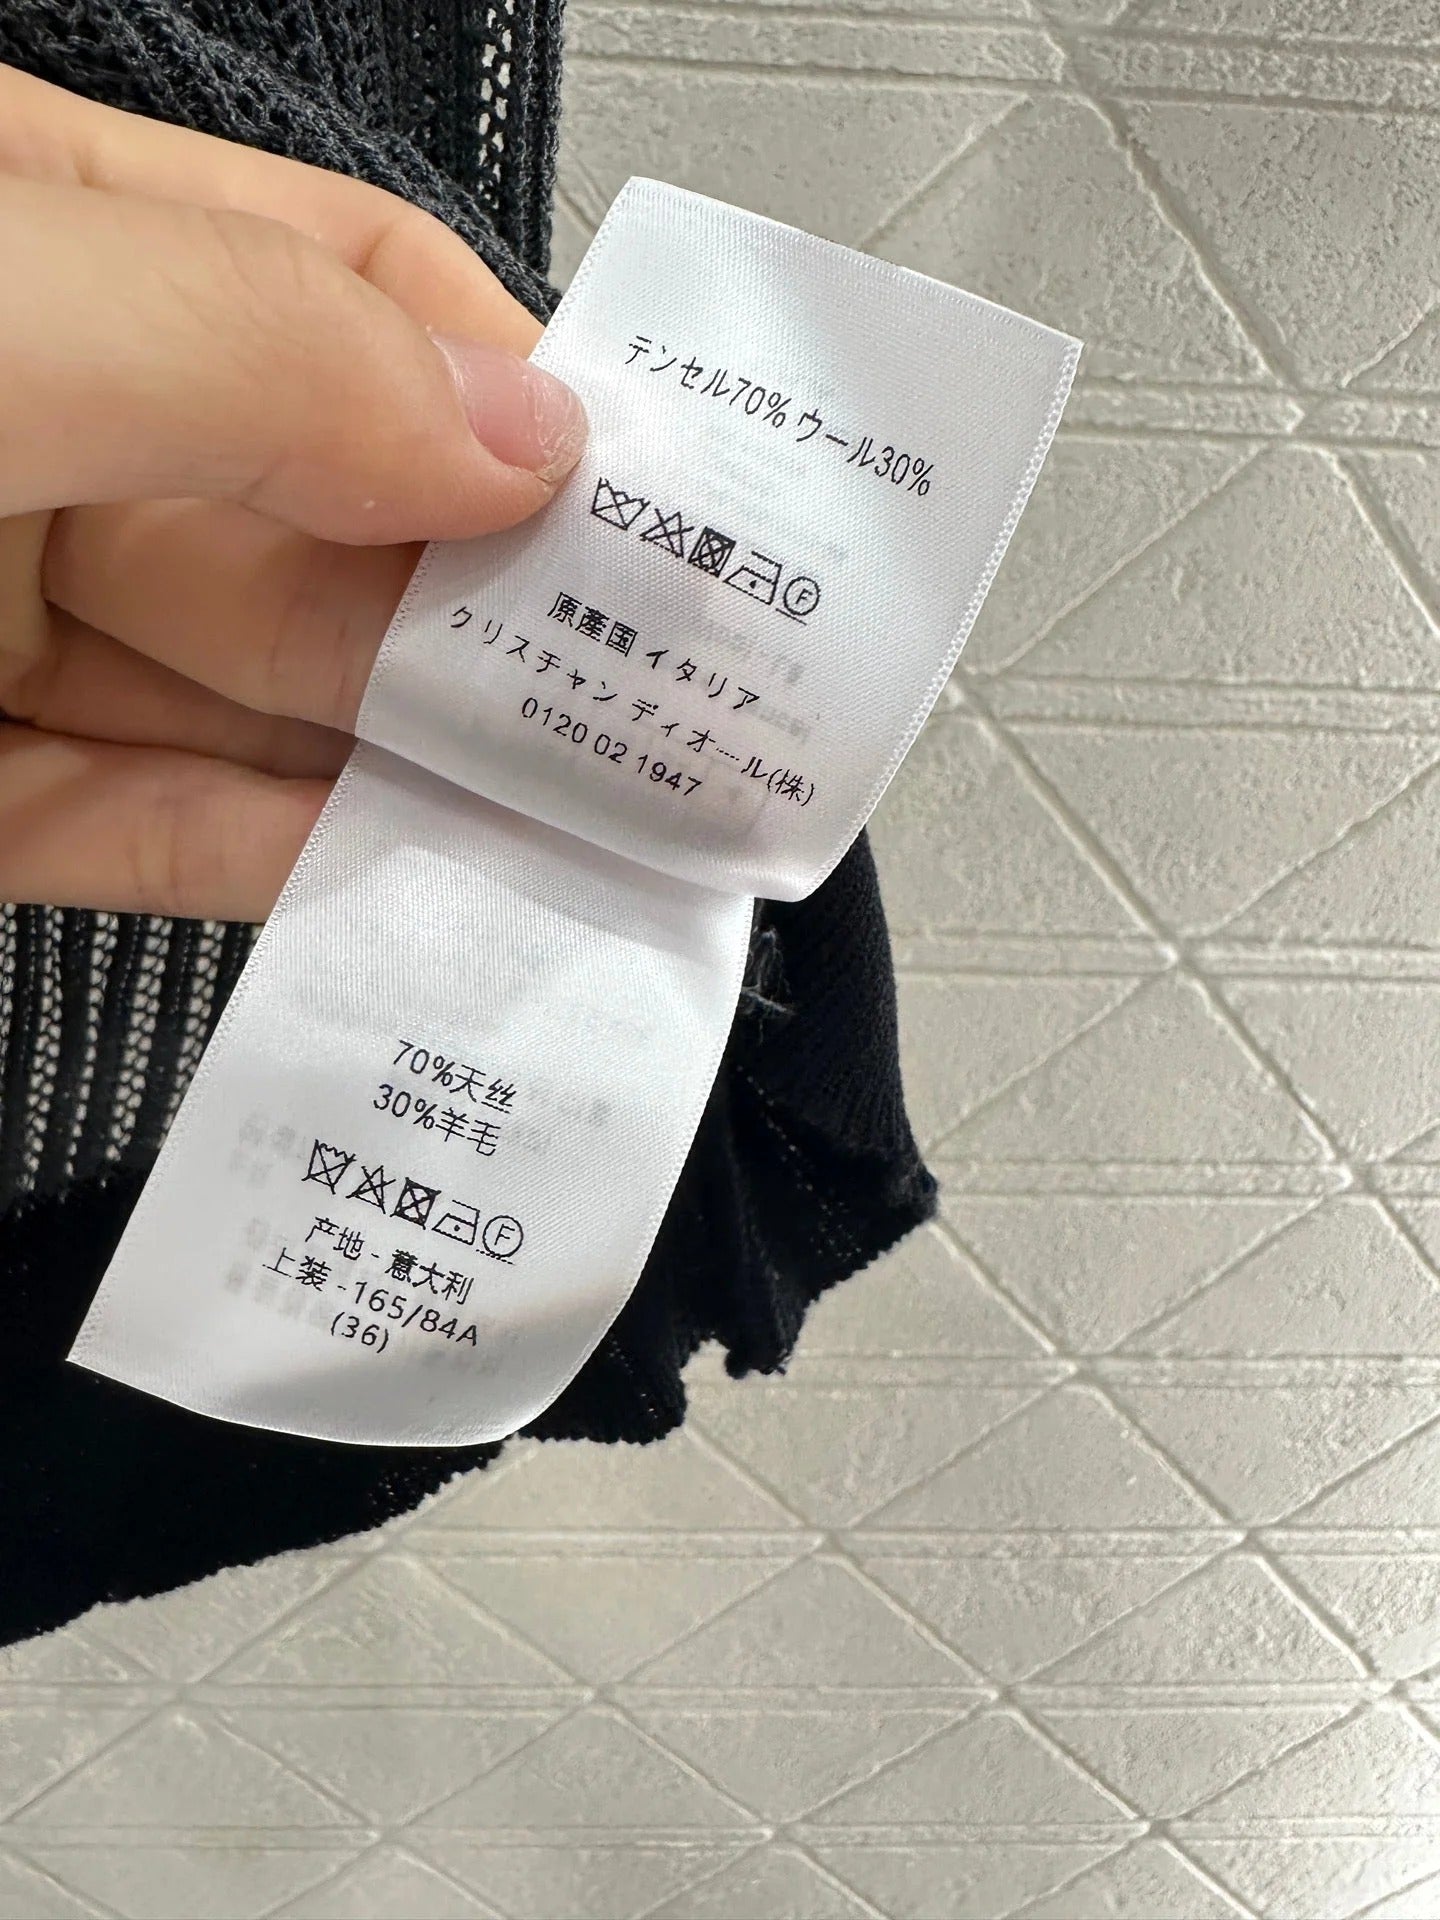 テンセル70% ウール30%
F
原産国 イタリア
クリスチャン ディオール(株)
0120 02 1947
70%天丝
30%羊毛
F
产地 - 意大利
上装 -165/84A
(36)